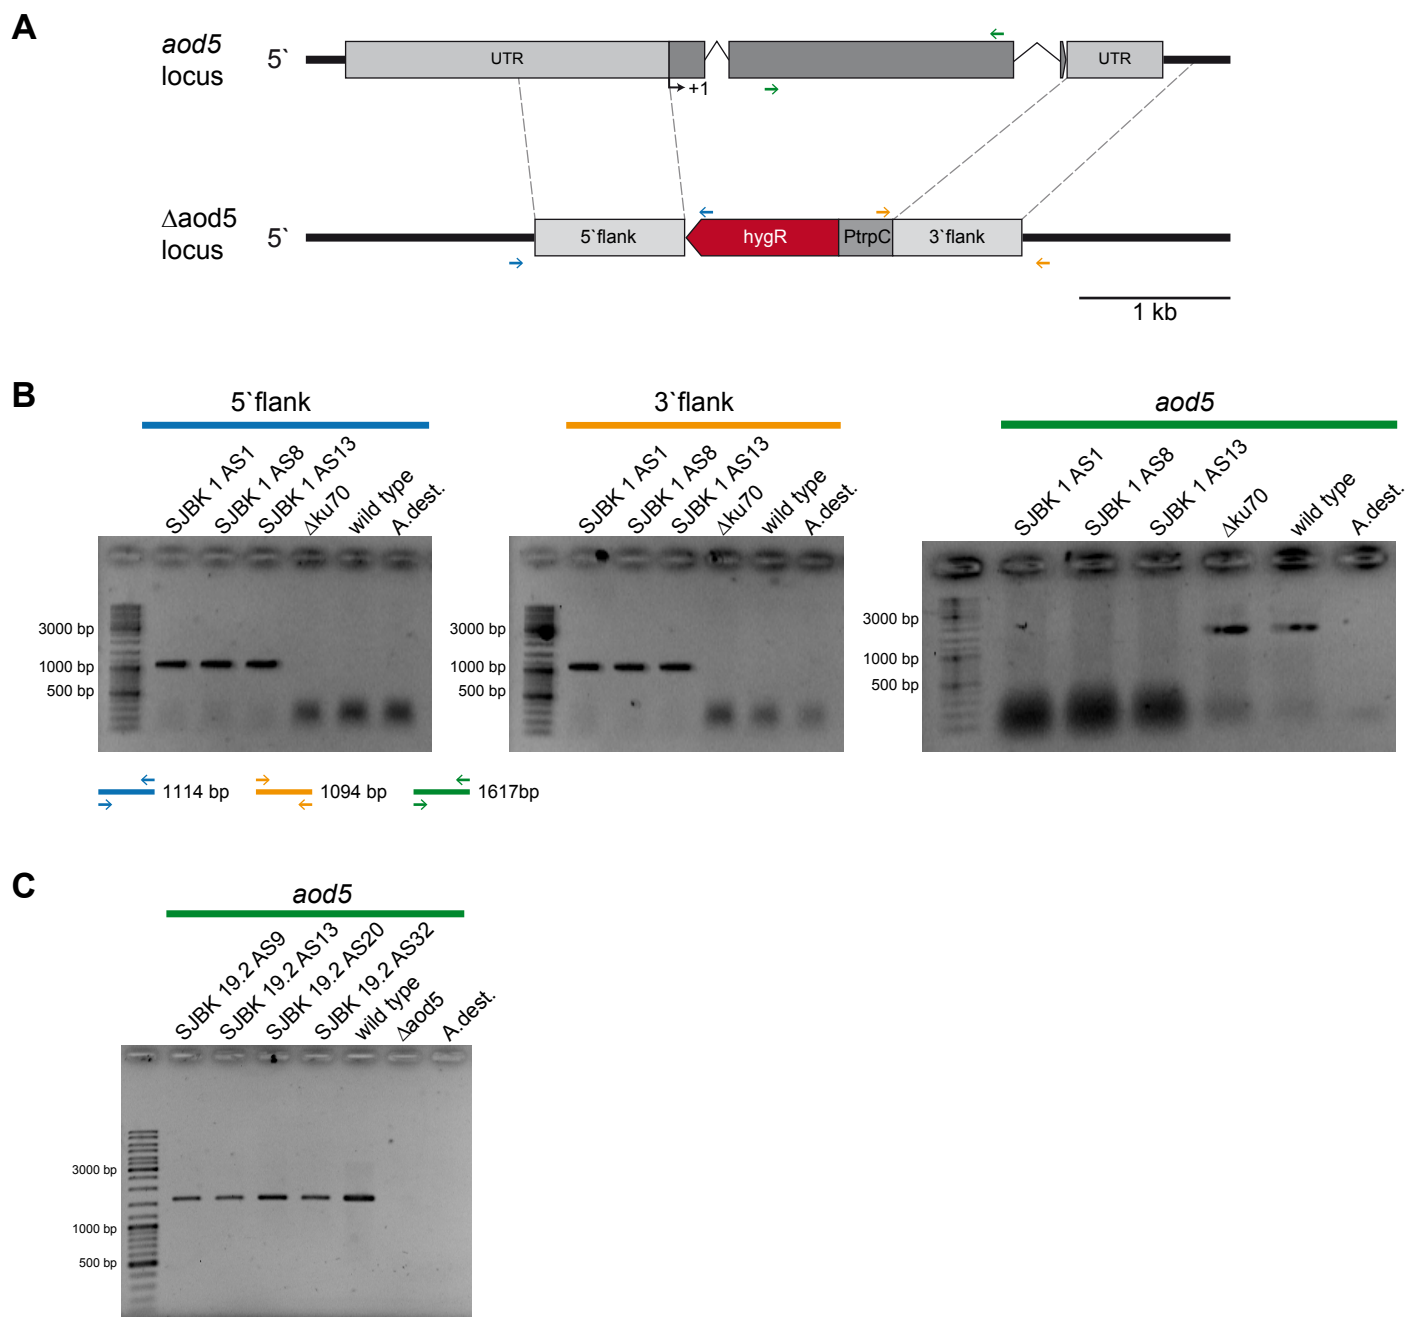 A
aod5
locus
5`
UTR
+1
UTR
Δaod5
locus
5`
5`flank
hygR
PtrpC
3`flank
1 kb
B
5`flank
SJBK 1 AS1
SJBK 1 AS8
SJBK 1 AS13
Δku70
wild type
A.dest.
3000 bp
1000 bp
500 bp
3`flank
SJBK 1 AS1
SJBK 1 AS8
SJBK 1 AS13
Δku70
wild type
A.dest.
3000 bp
1000 bp
500 bp
aod5
SJBK 1 AS1
SJBK 1 AS8
SJBK 1 AS13
Δku70
wild type
A.dest.
3000 bp
1000 bp
500 bp
1114 bp
1094 bp
1617bp
C
aod5
SJBK 19.2 AS9
SJBK 19.2 AS13
SJBK 19.2 AS20
SJBK 19.2 AS32
wild type
Δaod5
A.dest.
3000 bp
1000 bp
500 bp